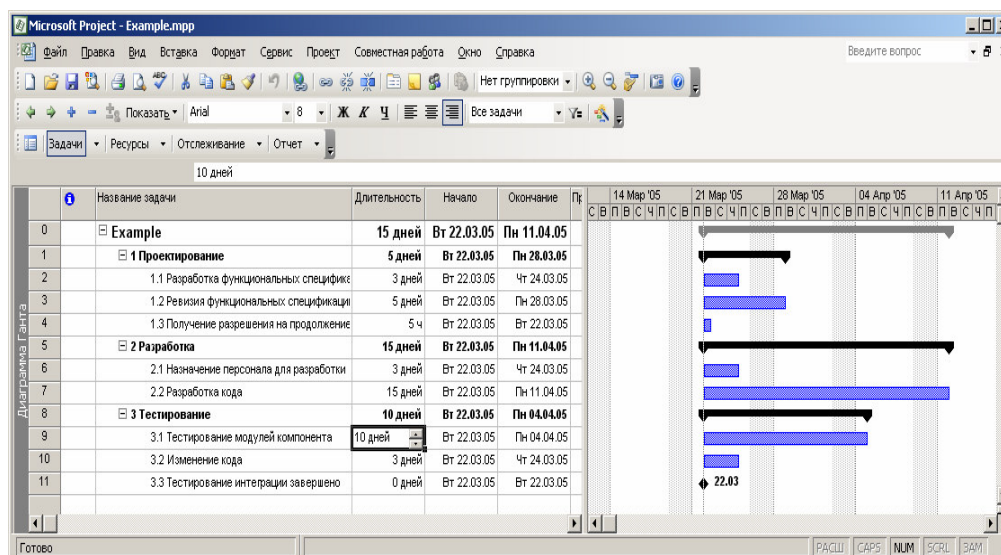 Microsoft Project - Example.mpp
Файл Правка Вид Вставка Формат Сервис Проект Совместная работа Окно Справка Введите вопрос
Нет группировки
Показать Arial 8 Ж К Ч Все задачи
Задачи Ресурсы Отслеживание Отчет
10 дней
Название задачи Длительность Начало Окончание 14 Мар '05 21 Мар '05 28 Мар '05 04 Апр '05 11 Апр '05
С В П В С Ч П С В П В С Ч П С В П В С Ч П С В П В С Ч П С В П В С Ч П
0 Example 15 дней Вт 22.03.05 Пн 11.04.05
1 1 Проектирование 5 дней Вт 22.03.05 Пн 28.03.05
2 1.1 Разработка функциональных специфика 3 дней Вт 22.03.05 Чт 24.03.05
3 1.2 Ревизия функциональных спецификаци 5 дней Вт 22.03.05 Пн 28.03.05
4 1.3 Получение разрешения на продолжение 5 ч Вт 22.03.05 Вт 22.03.05
5 2 Разработка 15 дней Вт 22.03.05 Пн 11.04.05
6 2.1 Назначение персонала для разработки 3 дней Вт 22.03.05 Чт 24.03.05
7 2.2 Разработка кода 15 дней Вт 22.03.05 Пн 11.04.05
8 3 Тестирование 10 дней Вт 22.03.05 Пн 04.04.05
9 3.1 Тестирование модулей компонента 10 дней Вт 22.03.05 Пн 04.04.05
10 3.2 Изменение кода 3 дней Вт 22.03.05 Чт 24.03.05
11 3.3 Тестирование интеграции завершено 0 дней Вт 22.03.05 Вт 22.03.05 22.03
Диаграмма Ганта
Готово РАСШ CAPS NUM SCRL ЗАМ